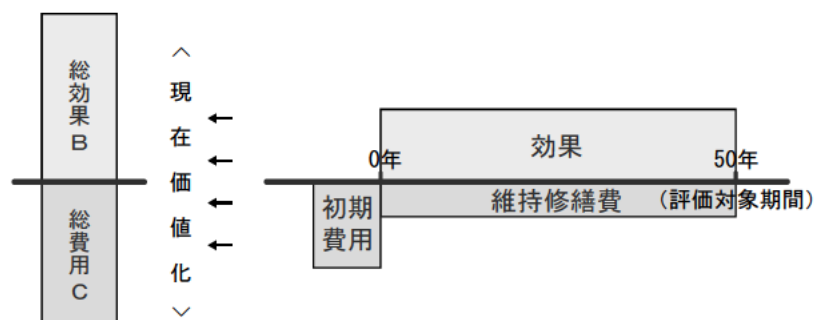 総効果B
総費用C
〈現在価値化〉
←
←
←
←
0年
効果
50年
初期
費用
維持修繕費
(評価対象期間)